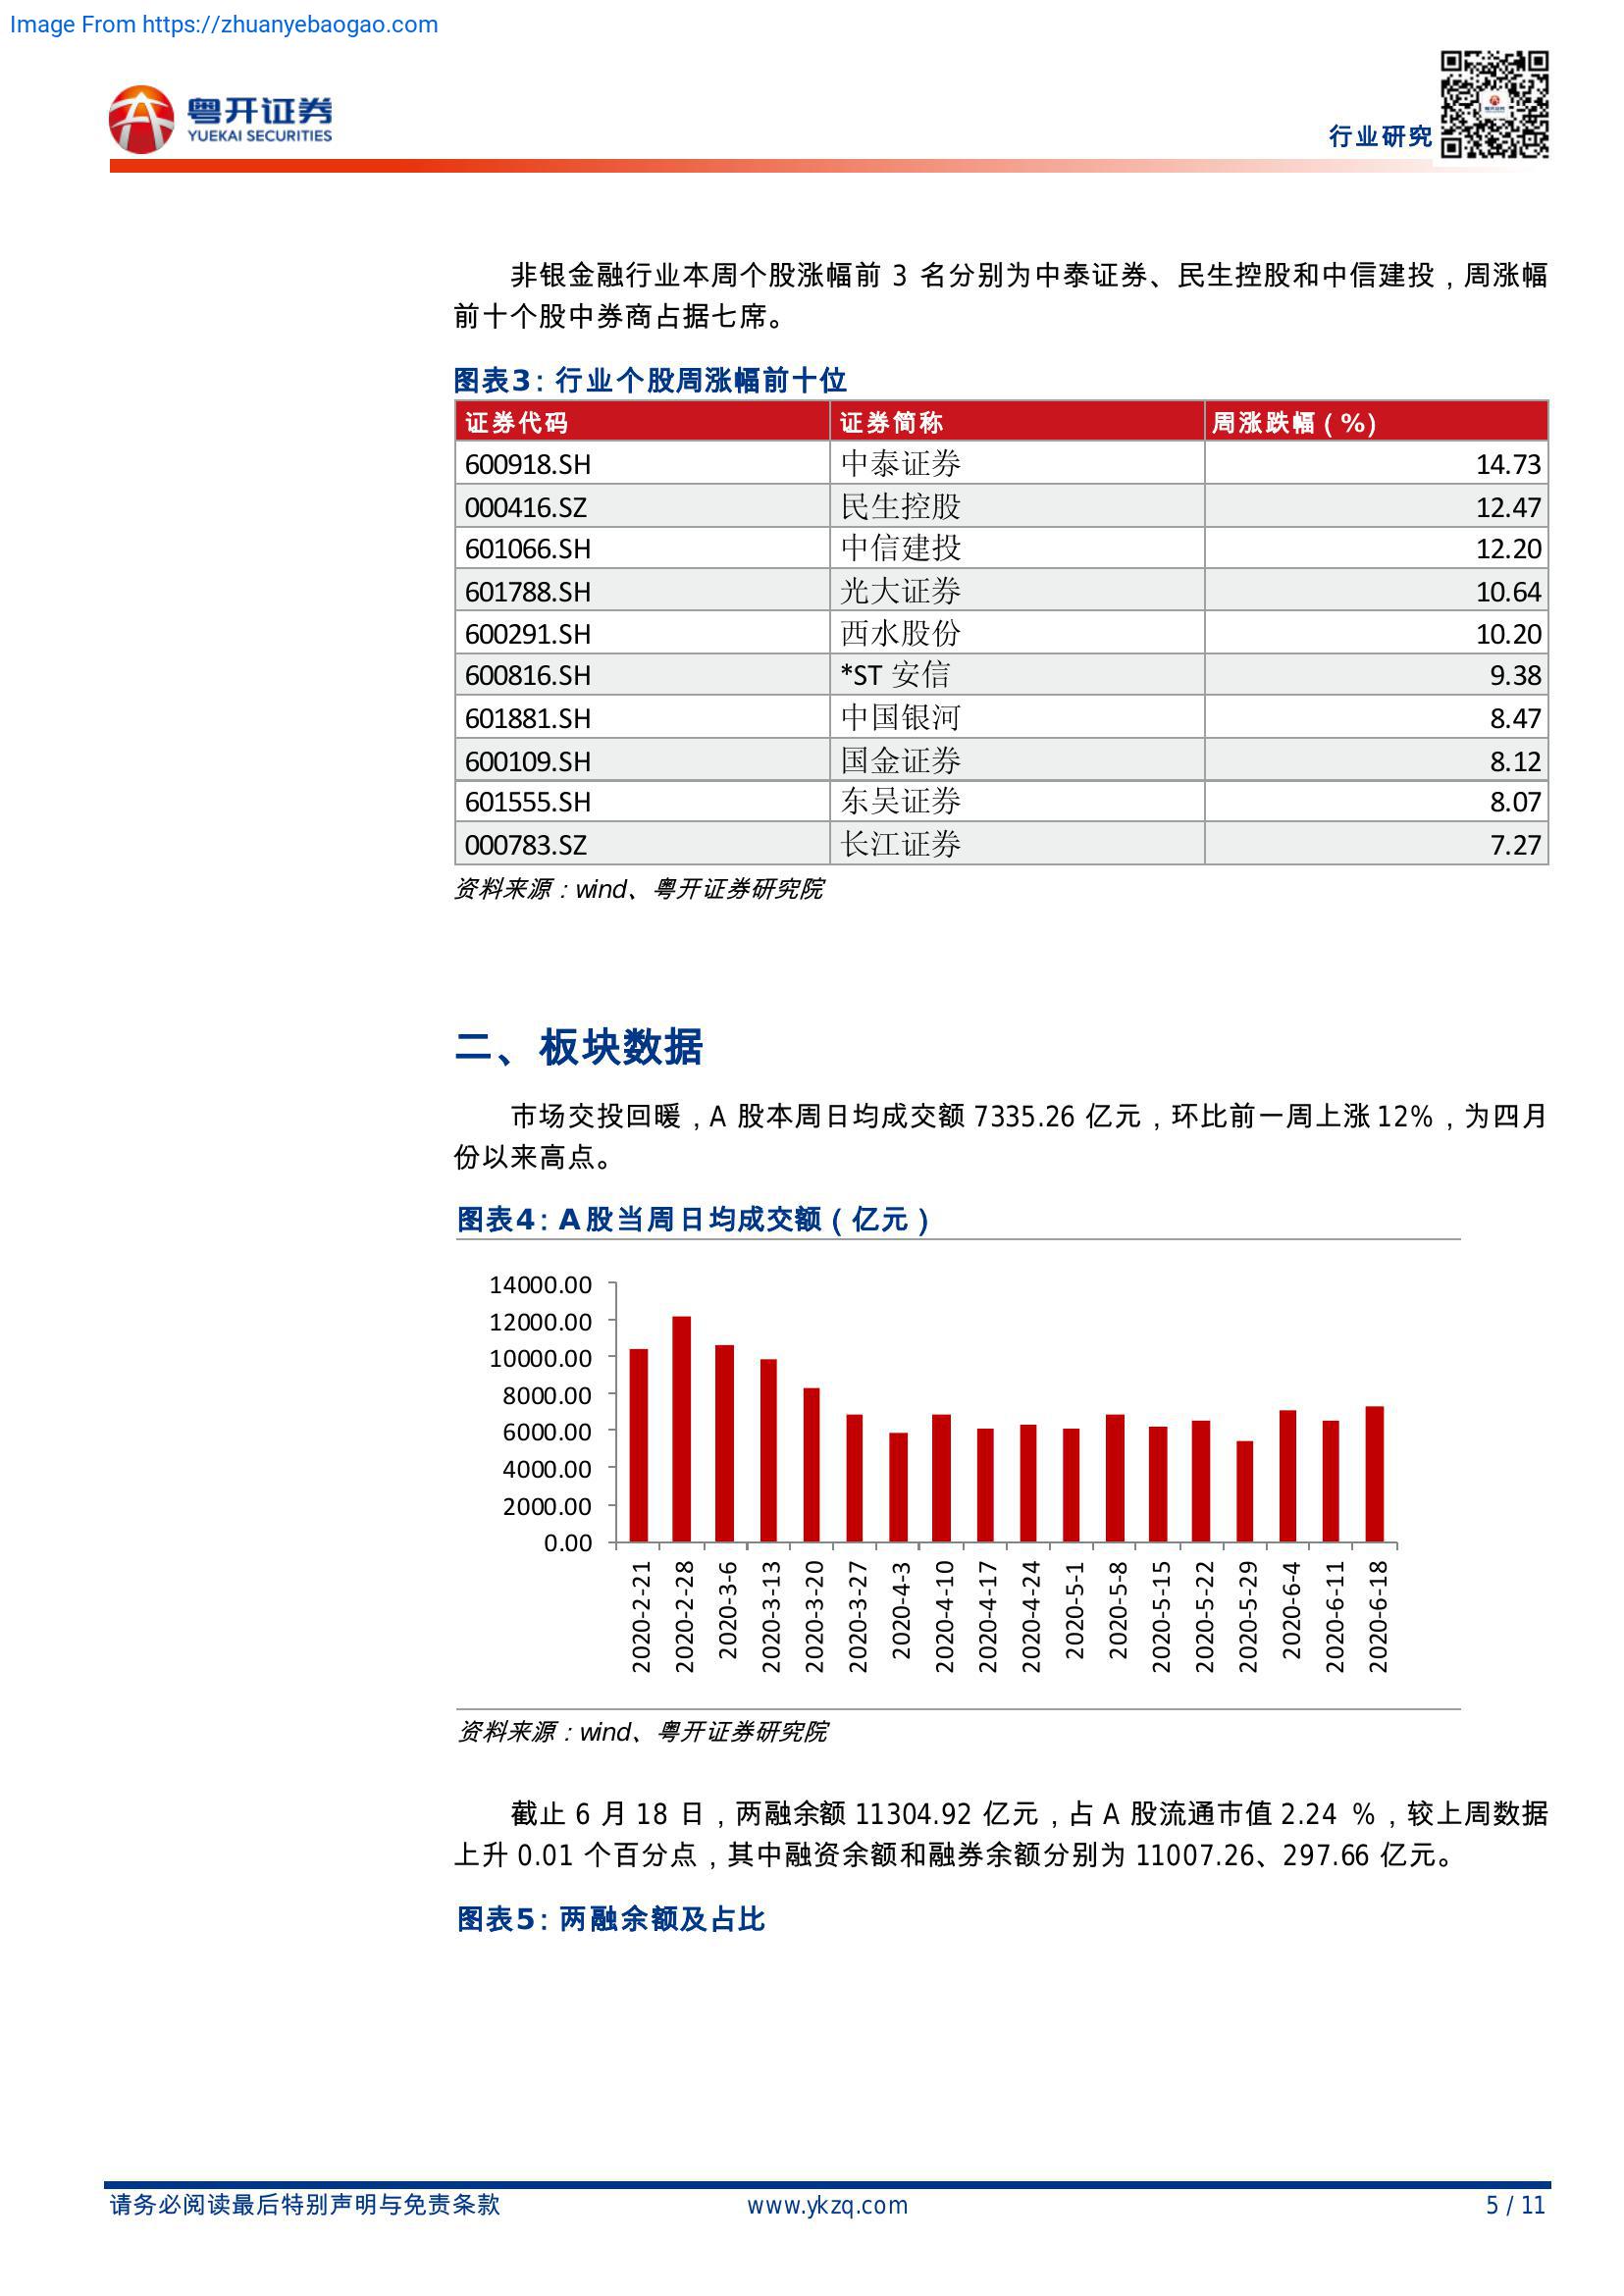 Image From https://zhuanyebaogao.com
粤开证券
YUEKAI SECURITIES
行业研究
非银金融行业本周个股涨幅前 3 名分别为中泰证券、民生控股和中信建投，周涨幅
前十个股中券商占据七席。
图表3：行业个股周涨幅前十位
证券代码 证券简称 周涨跌幅（%）
600918.SH 中泰证券 14.73
000416.SZ 民生控股 12.47
601066.SH 中信建投 12.20
601788.SH 光大证券 10.64
600291.SH 西水股份 10.20
600816.SH *ST 安信 9.38
601881.SH 中国银河 8.47
600109.SH 国金证券 8.12
601555.SH 东吴证券 8.07
000783.SZ 长江证券 7.27
资料来源：wind、粤开证券研究院
二、板块数据
市场交投回暖，A 股本周日均成交额 7335.26 亿元，环比前一周上涨 12%，为四月
份以来高点。
图表4：A 股当周日均成交额（亿元）
14000.00
12000.00
10000.00
8000.00
6000.00
4000.00
2000.00
0.00
2020-2-21
2020-2-28
2020-3-6
2020-3-13
2020-3-20
2020-3-27
2020-4-3
2020-4-10
2020-4-17
2020-4-24
2020-5-1
2020-5-8
2020-5-15
2020-5-22
2020-5-29
2020-6-4
2020-6-11
2020-6-18
资料来源：wind、粤开证券研究院
截止 6 月 18 日，两融余额 11304.92 亿元，占 A 股流通市值 2.24 %，较上周数据
上升 0.01 个百分点，其中融资余额和融券余额分别为 11007.26、297.66 亿元。
图表5：两融余额及占比
请务必阅读最后特别声明与免责条款 www.ykzq.com 5 / 11